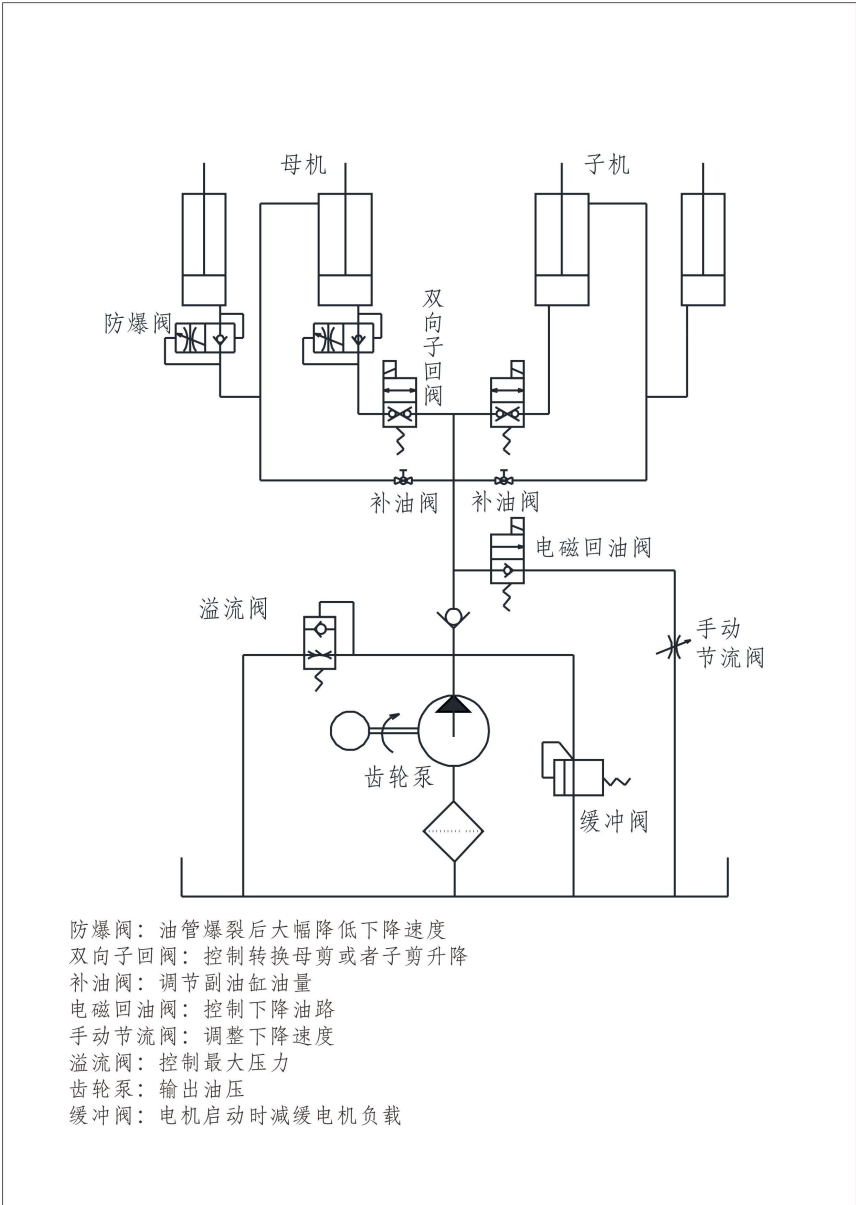 母机
子机
防爆阀
双向子回阀
补油阀
补油阀
电磁回油阀
溢流阀
手动
节流阀
齿轮泵
缓冲阀
防爆阀：油管爆裂后大幅降低下降速度
双向子回阀：控制转换母剪或者子剪升降
补油阀：调节副油缸油量
电磁回油阀：控制下降油路
手动节流阀：调整下降速度
溢流阀：控制最大压力
齿轮泵：输出油压
缓冲阀：电机启动时减缓电机负载